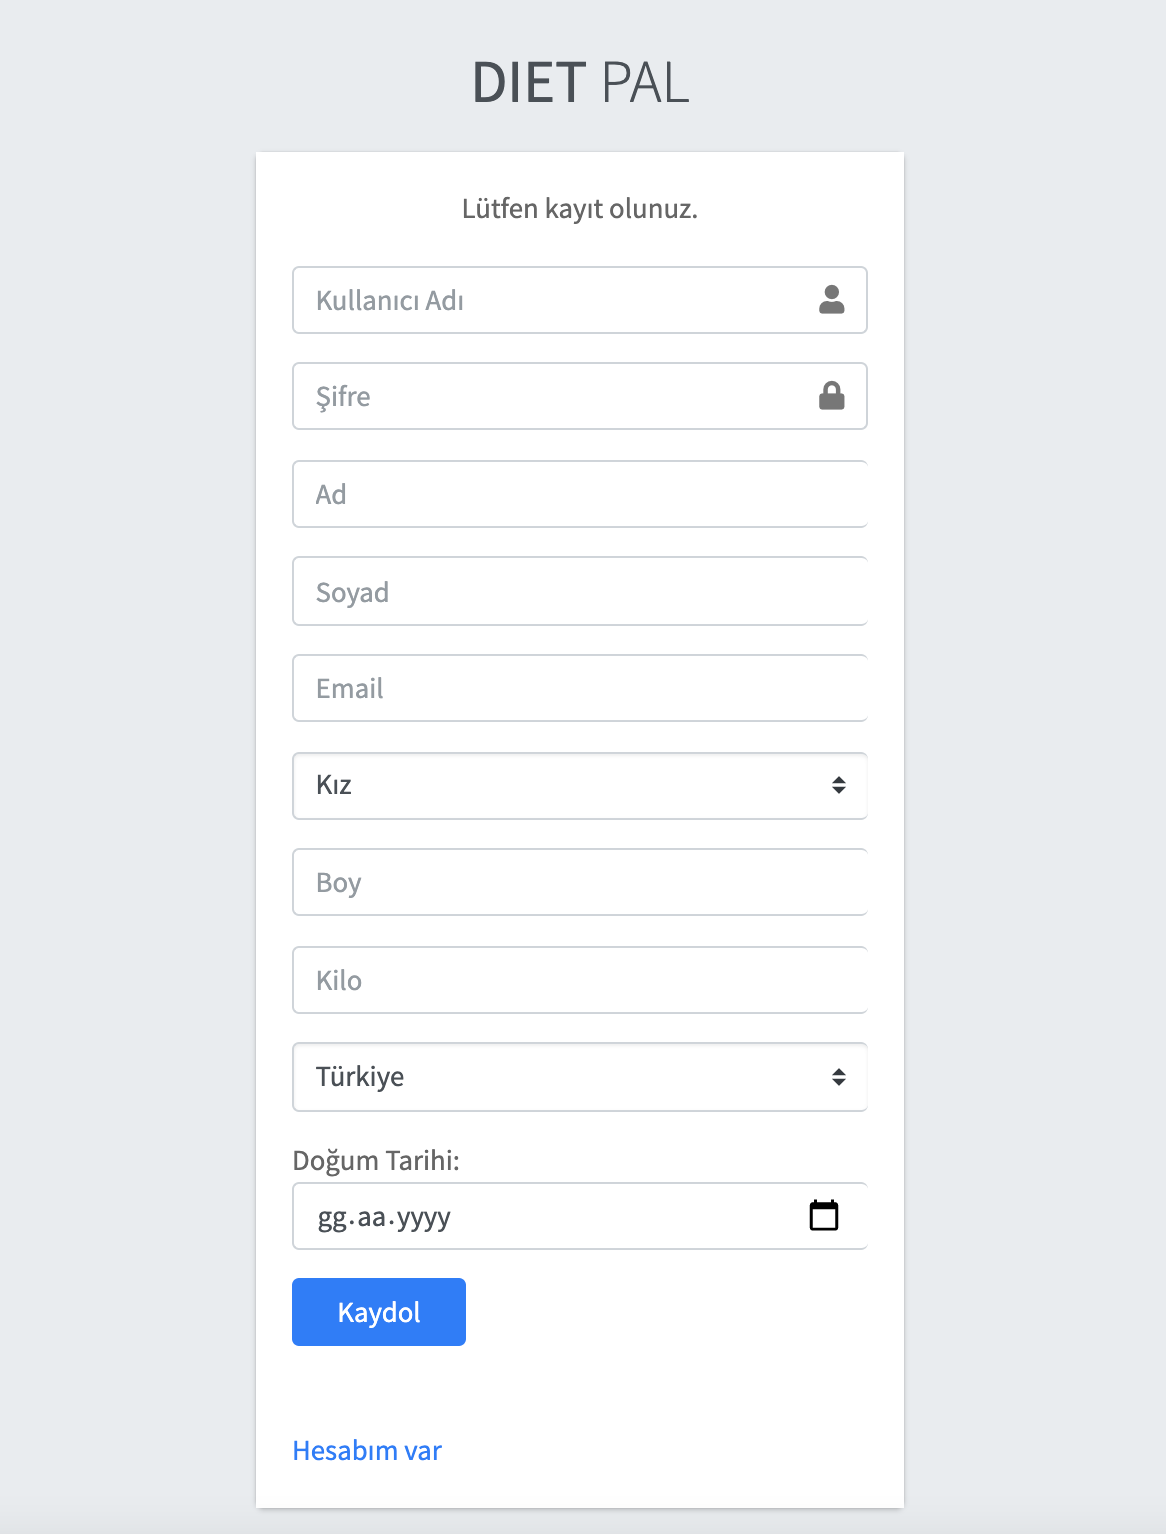 DIET PAL
Lütfen kayıt olunuz.
Kullanıcı Adı
Şifre
Ad
Soyad
Email
Kız
Boy
Kilo
Türkiye
Doğum Tarihi:
gg.aa.yyyy
Kaydol
Hesabım var